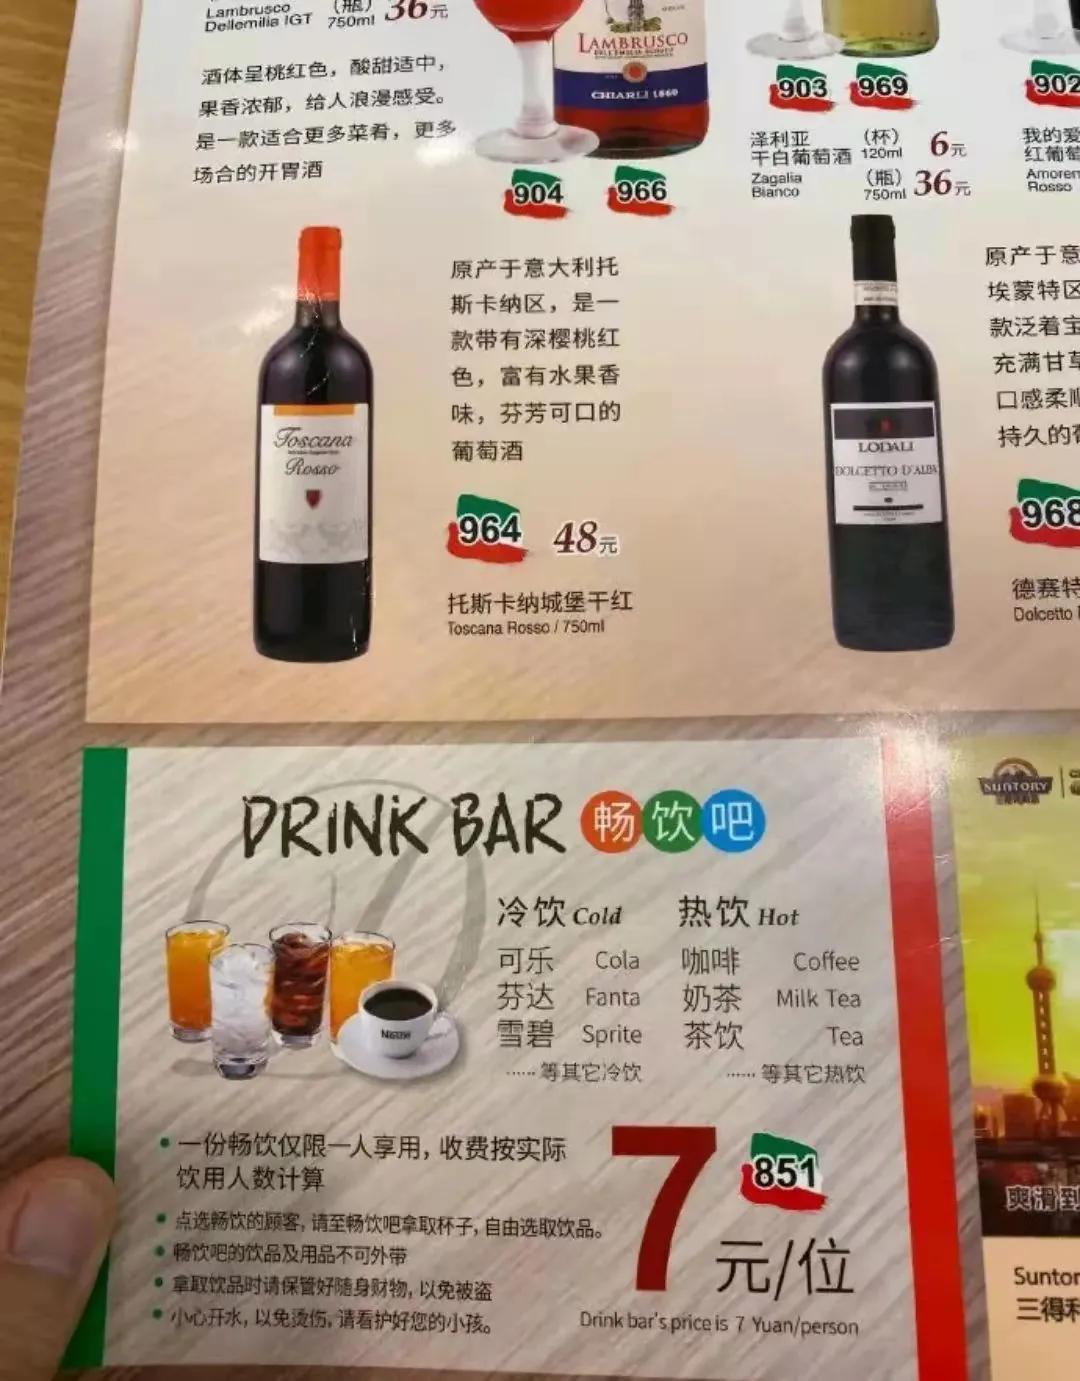 Lambrusco （瓶） 36元
Dellemilia IGT 750ml
酒体呈桃红色，酸甜适中，
果香浓郁，给人浪漫感受。
是一款适合更多菜肴，更多
场合的开胃酒
LAMBRUSCO
CHIARLI 1860
904 966
903 969
泽利亚 （杯） 6元
干白葡萄酒 120ml
Zagalia （瓶） 36元
Bianco 750ml
902
我的爱
红葡萄
Amoren
Rosso
Toscana
Rosso
原产于意大利托
斯卡纳区，是一
款带有深樱桃红
色，富有水果香
味，芬芳可口的
葡萄酒
964 48元
托斯卡纳城堡干红
Toscana Rosso / 750ml
LODALI
DOLCETTO D'ALBA
原产于意
埃蒙特区
款泛着宝
充满甘草
口感柔顺
持久的葡
968
德赛特
Dolcetto
DRINK BAR 畅饮吧
冷饮 Cold 热饮 Hot
可乐 Cola 咖啡 Coffee
芬达 Fanta 奶茶 Milk Tea
雪碧 Sprite 茶饮 Tea
······等其它冷饮 ······等其它热饮
Nestle
• 一份畅饮仅限一人享用，收费按实际
饮用人数计算
• 点选畅饮的顾客，请至畅饮吧拿取杯子，自由选取饮品。
• 畅饮吧的饮品及用品不可外带
• 拿取饮品时请保管好随身财物，以免被盗
• 小心开水，以免烫伤，请看护好您的小孩。
7元/位
851
Drink bar's price is 7 Yuan/person
SUNTORY
爽滑到
Suntor
三得利